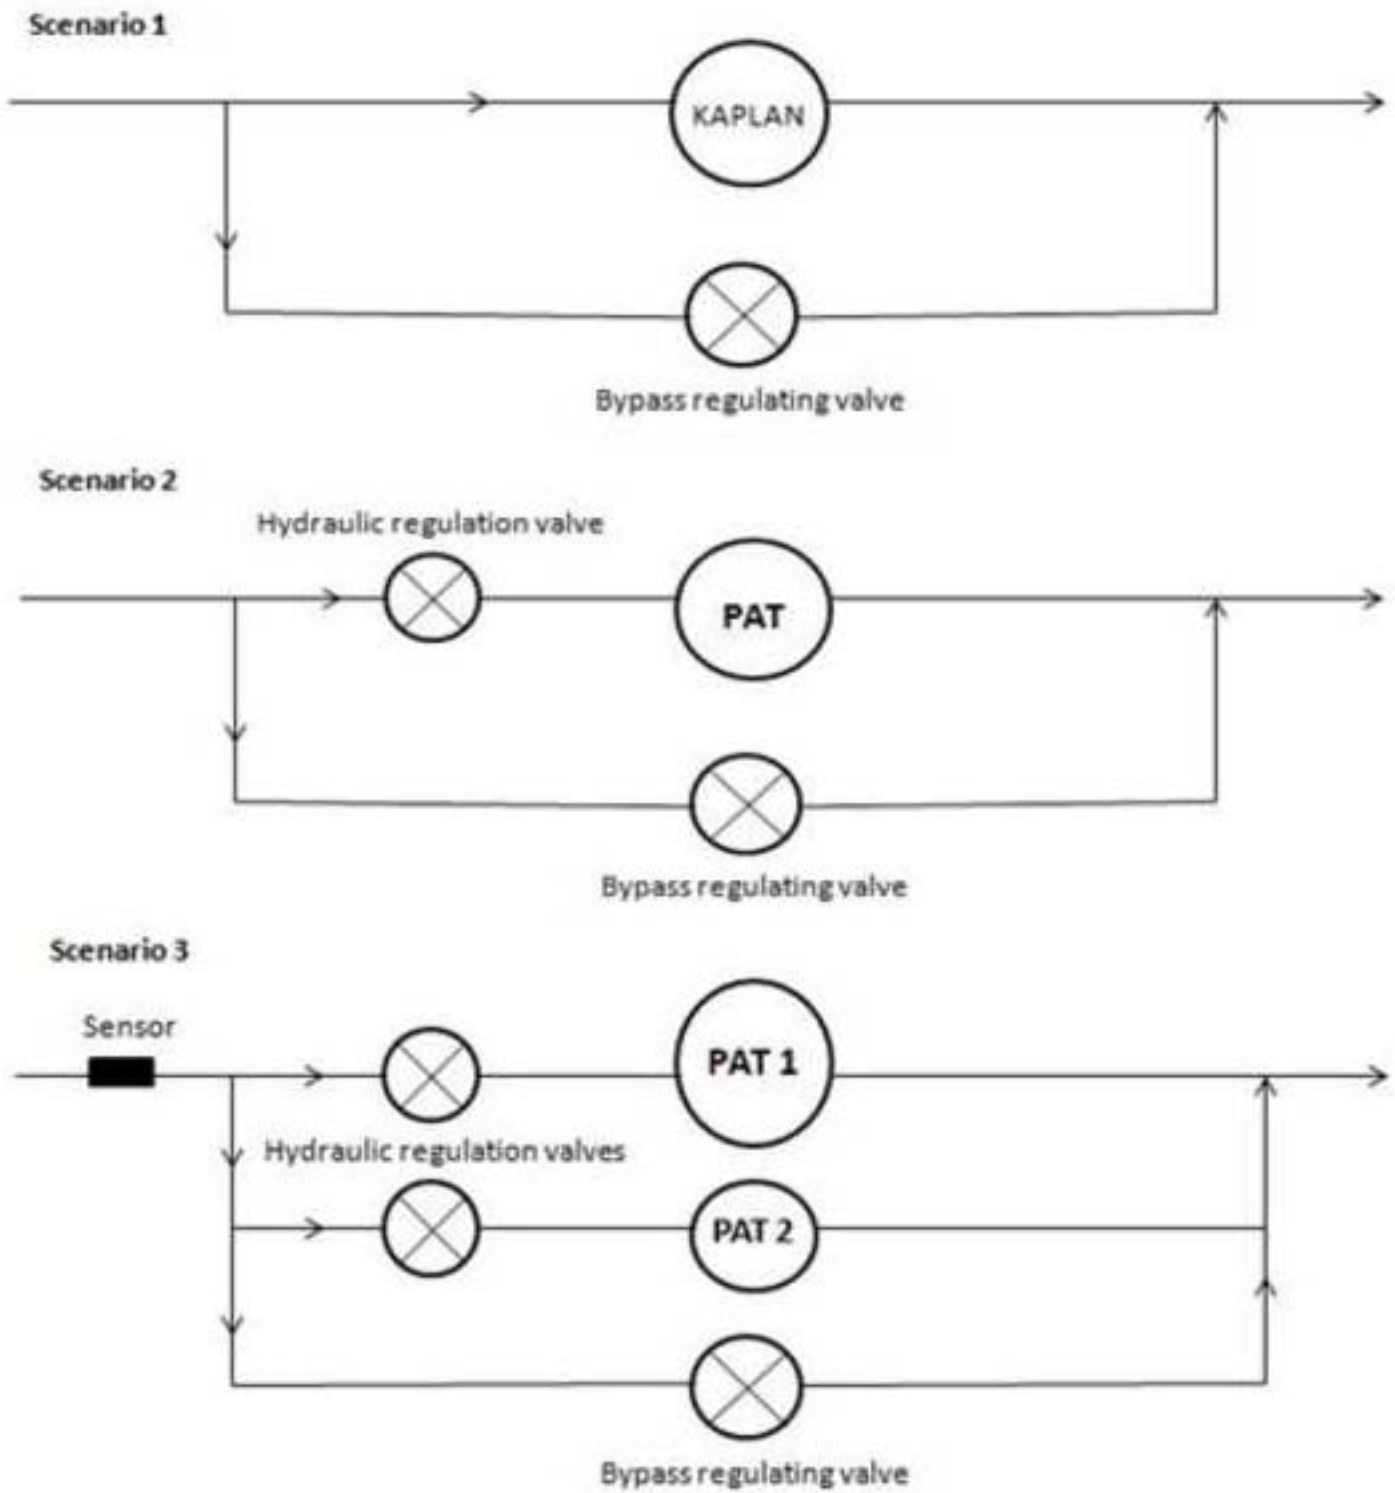 Scenario 1
KAPLAN
Bypass regulating valve
Scenario 2
Hydraulic regulation valve
PAT
Bypass regulating valve
Scenario 3
Sensor
PAT 1
Hydraulic regulation valves
PAT 2
Bypass regulating valve